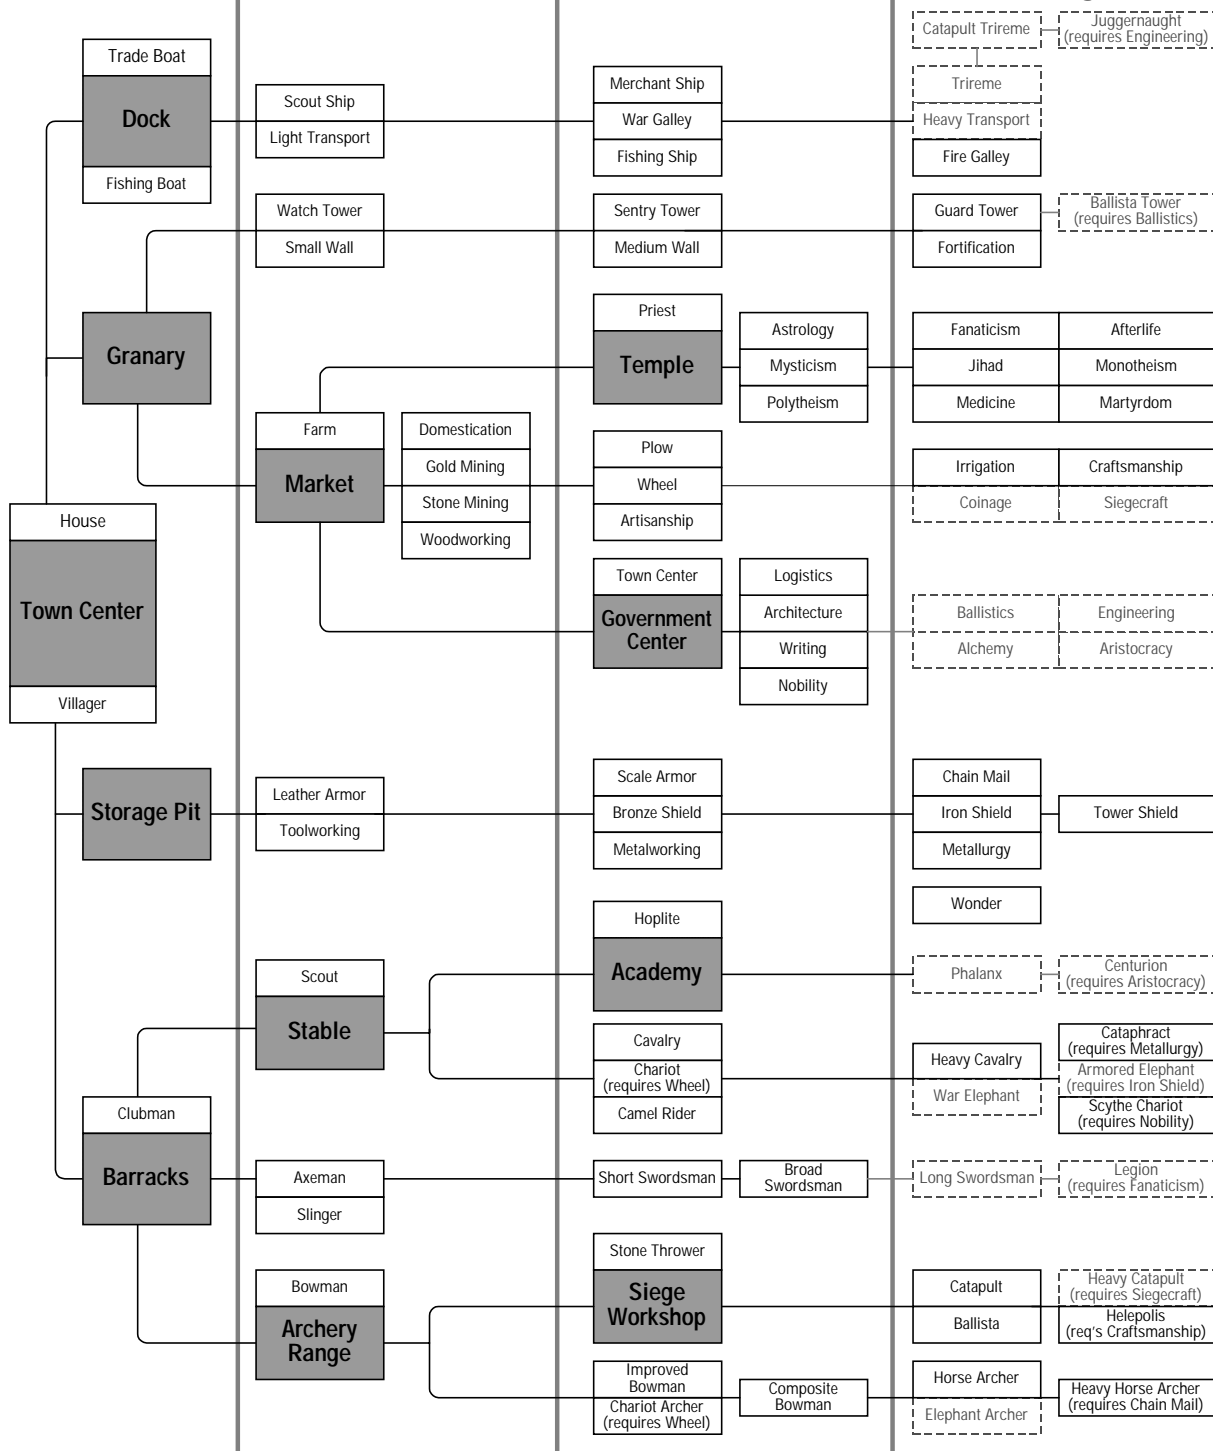 Catapult Trireme
Juggernaught
(requires Engineering)
Trade Boat
Dock
Fishing Boat
Scout Ship
Light Transport
Merchant Ship
War Galley
Fishing Ship
Trireme
Heavy Transport
Fire Galley
Watch Tower
Small Wall
Sentry Tower
Medium Wall
Guard Tower
Fortification
Ballista Tower
(requires Ballistics)
Granary
Priest
Temple
Astrology
Mysticism
Polytheism
Fanaticism
Afterlife
Jihad
Monotheism
Medicine
Martyrdom
Farm
Market
Domestication
Gold Mining
Stone Mining
Woodworking
Plow
Wheel
Artisanship
Irrigation
Craftsmanship
Coinage
Siegecraft
House
Town Center
Villager
Town Center
Government
Center
Logistics
Architecture
Writing
Nobility
Ballistics
Engineering
Alchemy
Aristocracy
Storage Pit
Leather Armor
Toolworking
Scale Armor
Bronze Shield
Metalworking
Chain Mail
Iron Shield
Metallurgy
Tower Shield
Wonder
Scout
Stable
Hoplite
Academy
Phalanx
Centurion
(requires Aristocracy)
Cavalry
Chariot
(requires Wheel)
Camel Rider
Heavy Cavalry
War Elephant
Cataphract
(requires Metallurgy)
Armored Elephant
(requires Iron Shield)
Scythe Chariot
(requires Nobility)
Clubman
Barracks
Axeman
Slinger
Short Swordsman
Broad
Swordsman
Long Swordsman
Legion
(requires Fanaticism)
Bowman
Archery
Range
Stone Thrower
Siege
Workshop
Catapult
Ballista
Heavy Catapult
(requires Siegecraft)
Helepolis
(req's Craftsmanship)
Improved
Bowman
Chariot Archer
(requires Wheel)
Composite
Bowman
Horse Archer
Elephant Archer
Heavy Horse Archer
(requires Chain Mail)